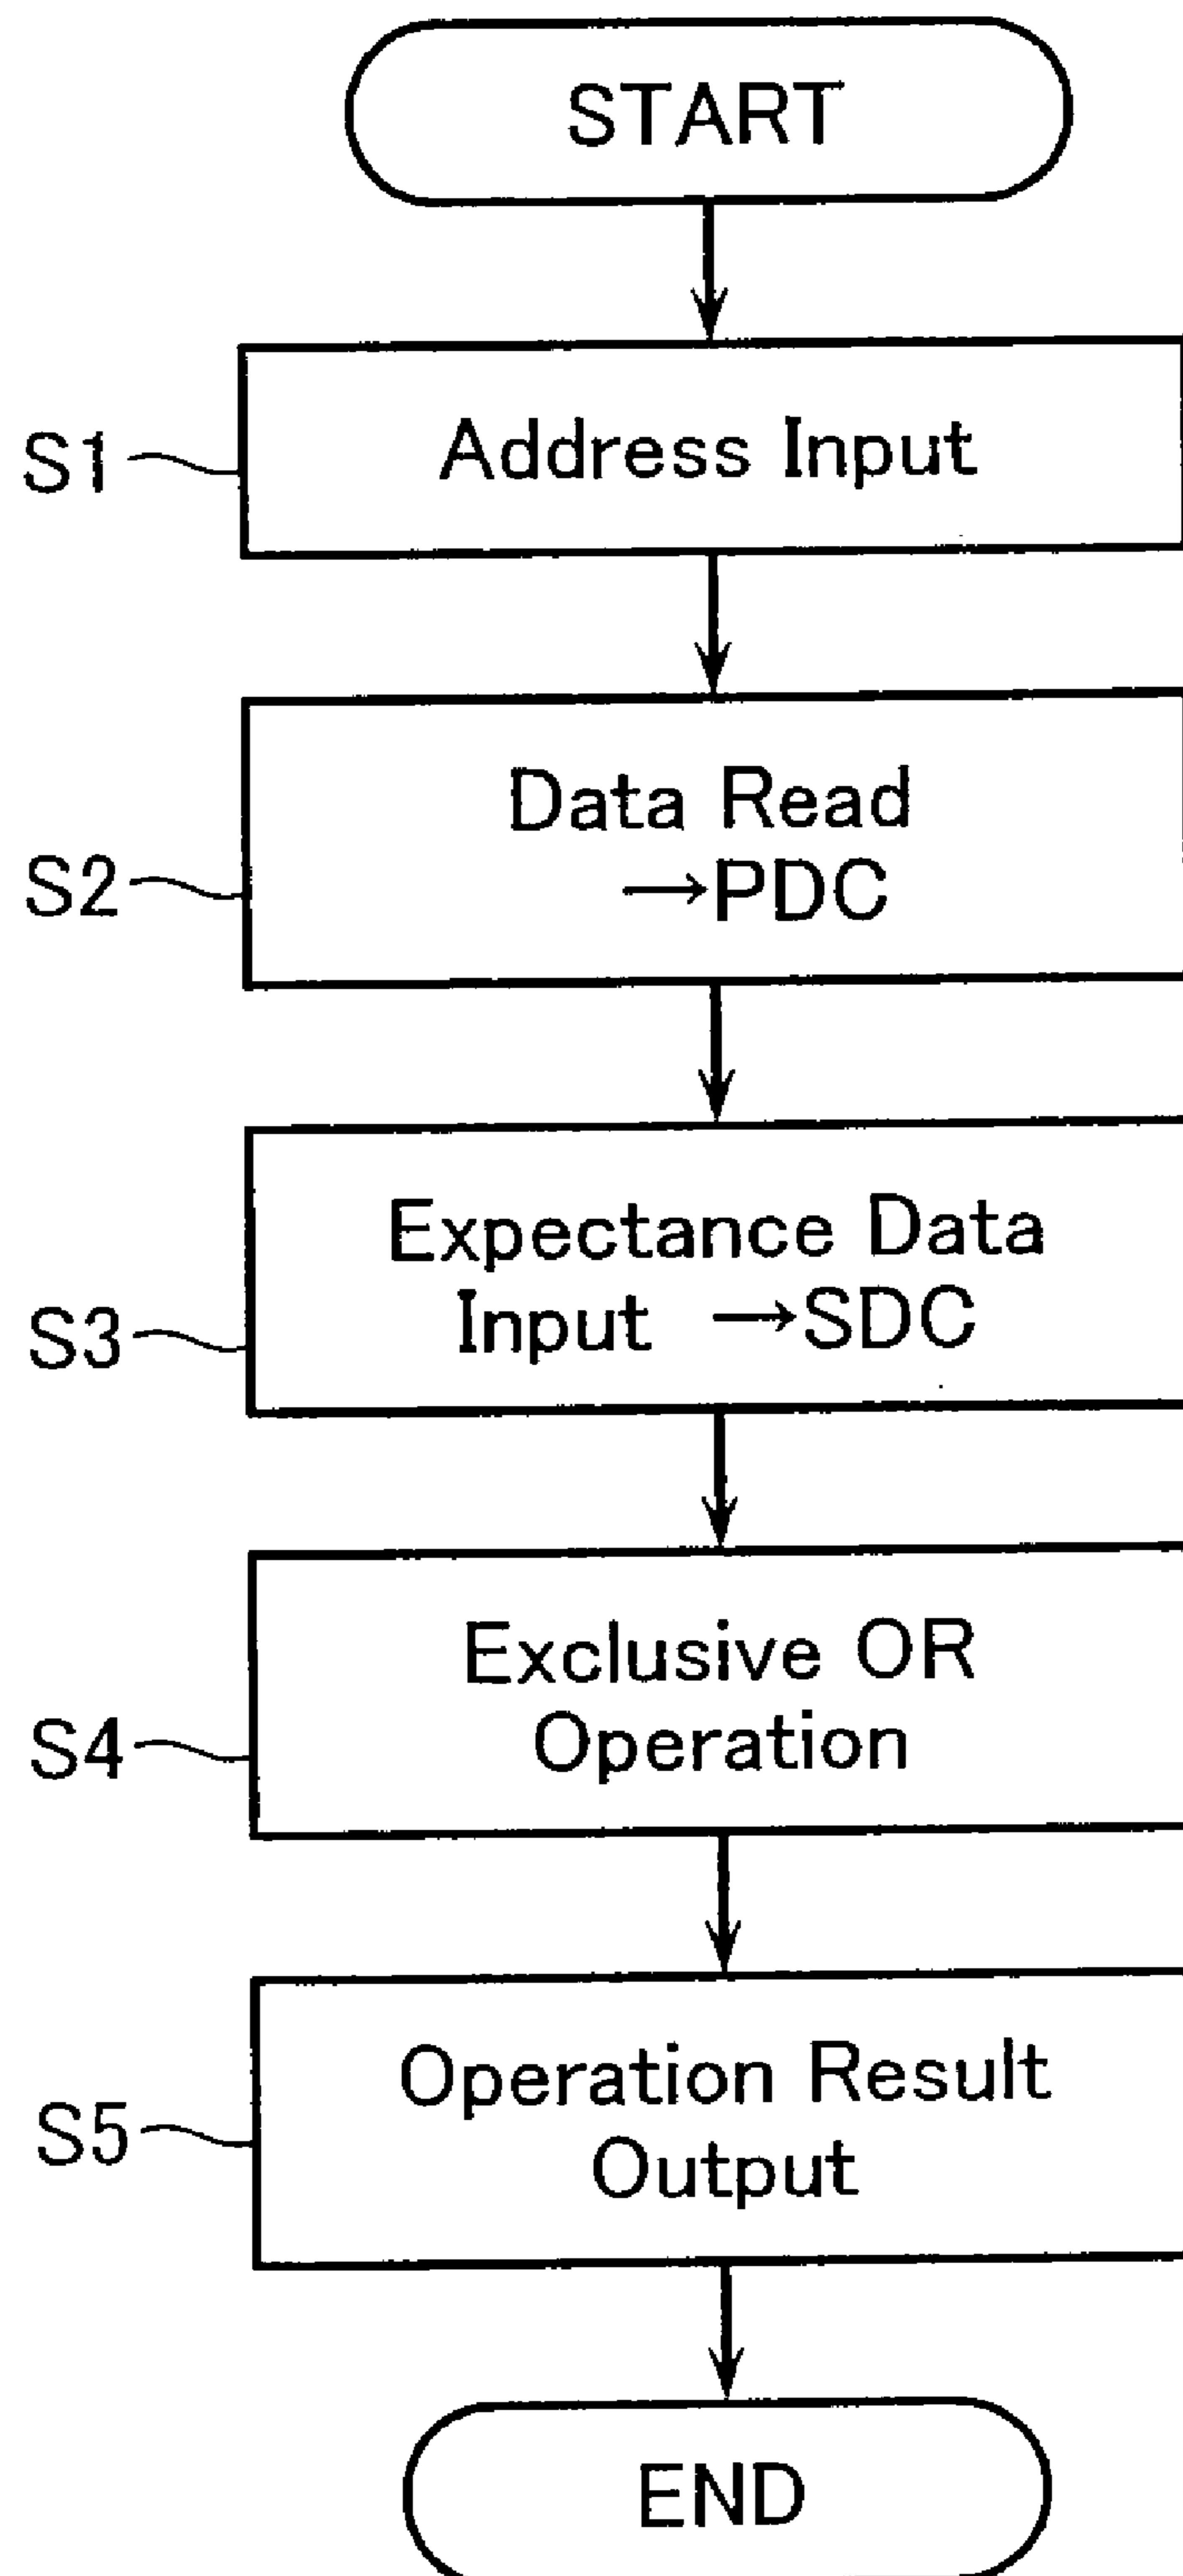 START
S1
Address Input
S2
Data Read
→PDC
S3
Expectance Data
Input →SDC
S4
Exclusive OR
Operation
S5
Operation Result
Output
END